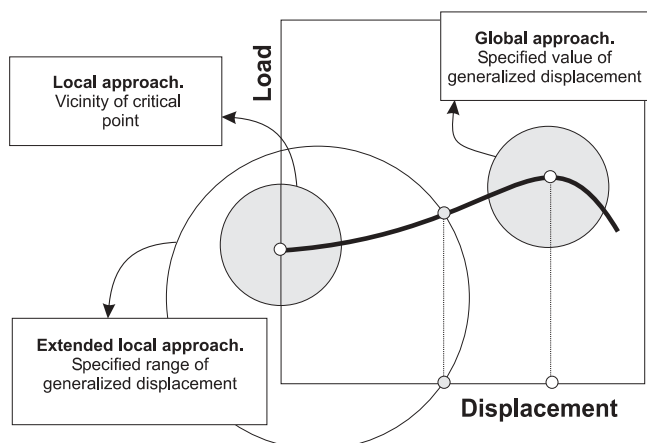 Global approach.
Specified value of
generalized displacement
Load
Local approach.
Vicinity of critical
point
Extended local approach.
Specified range of
generalized displacement
Displacement